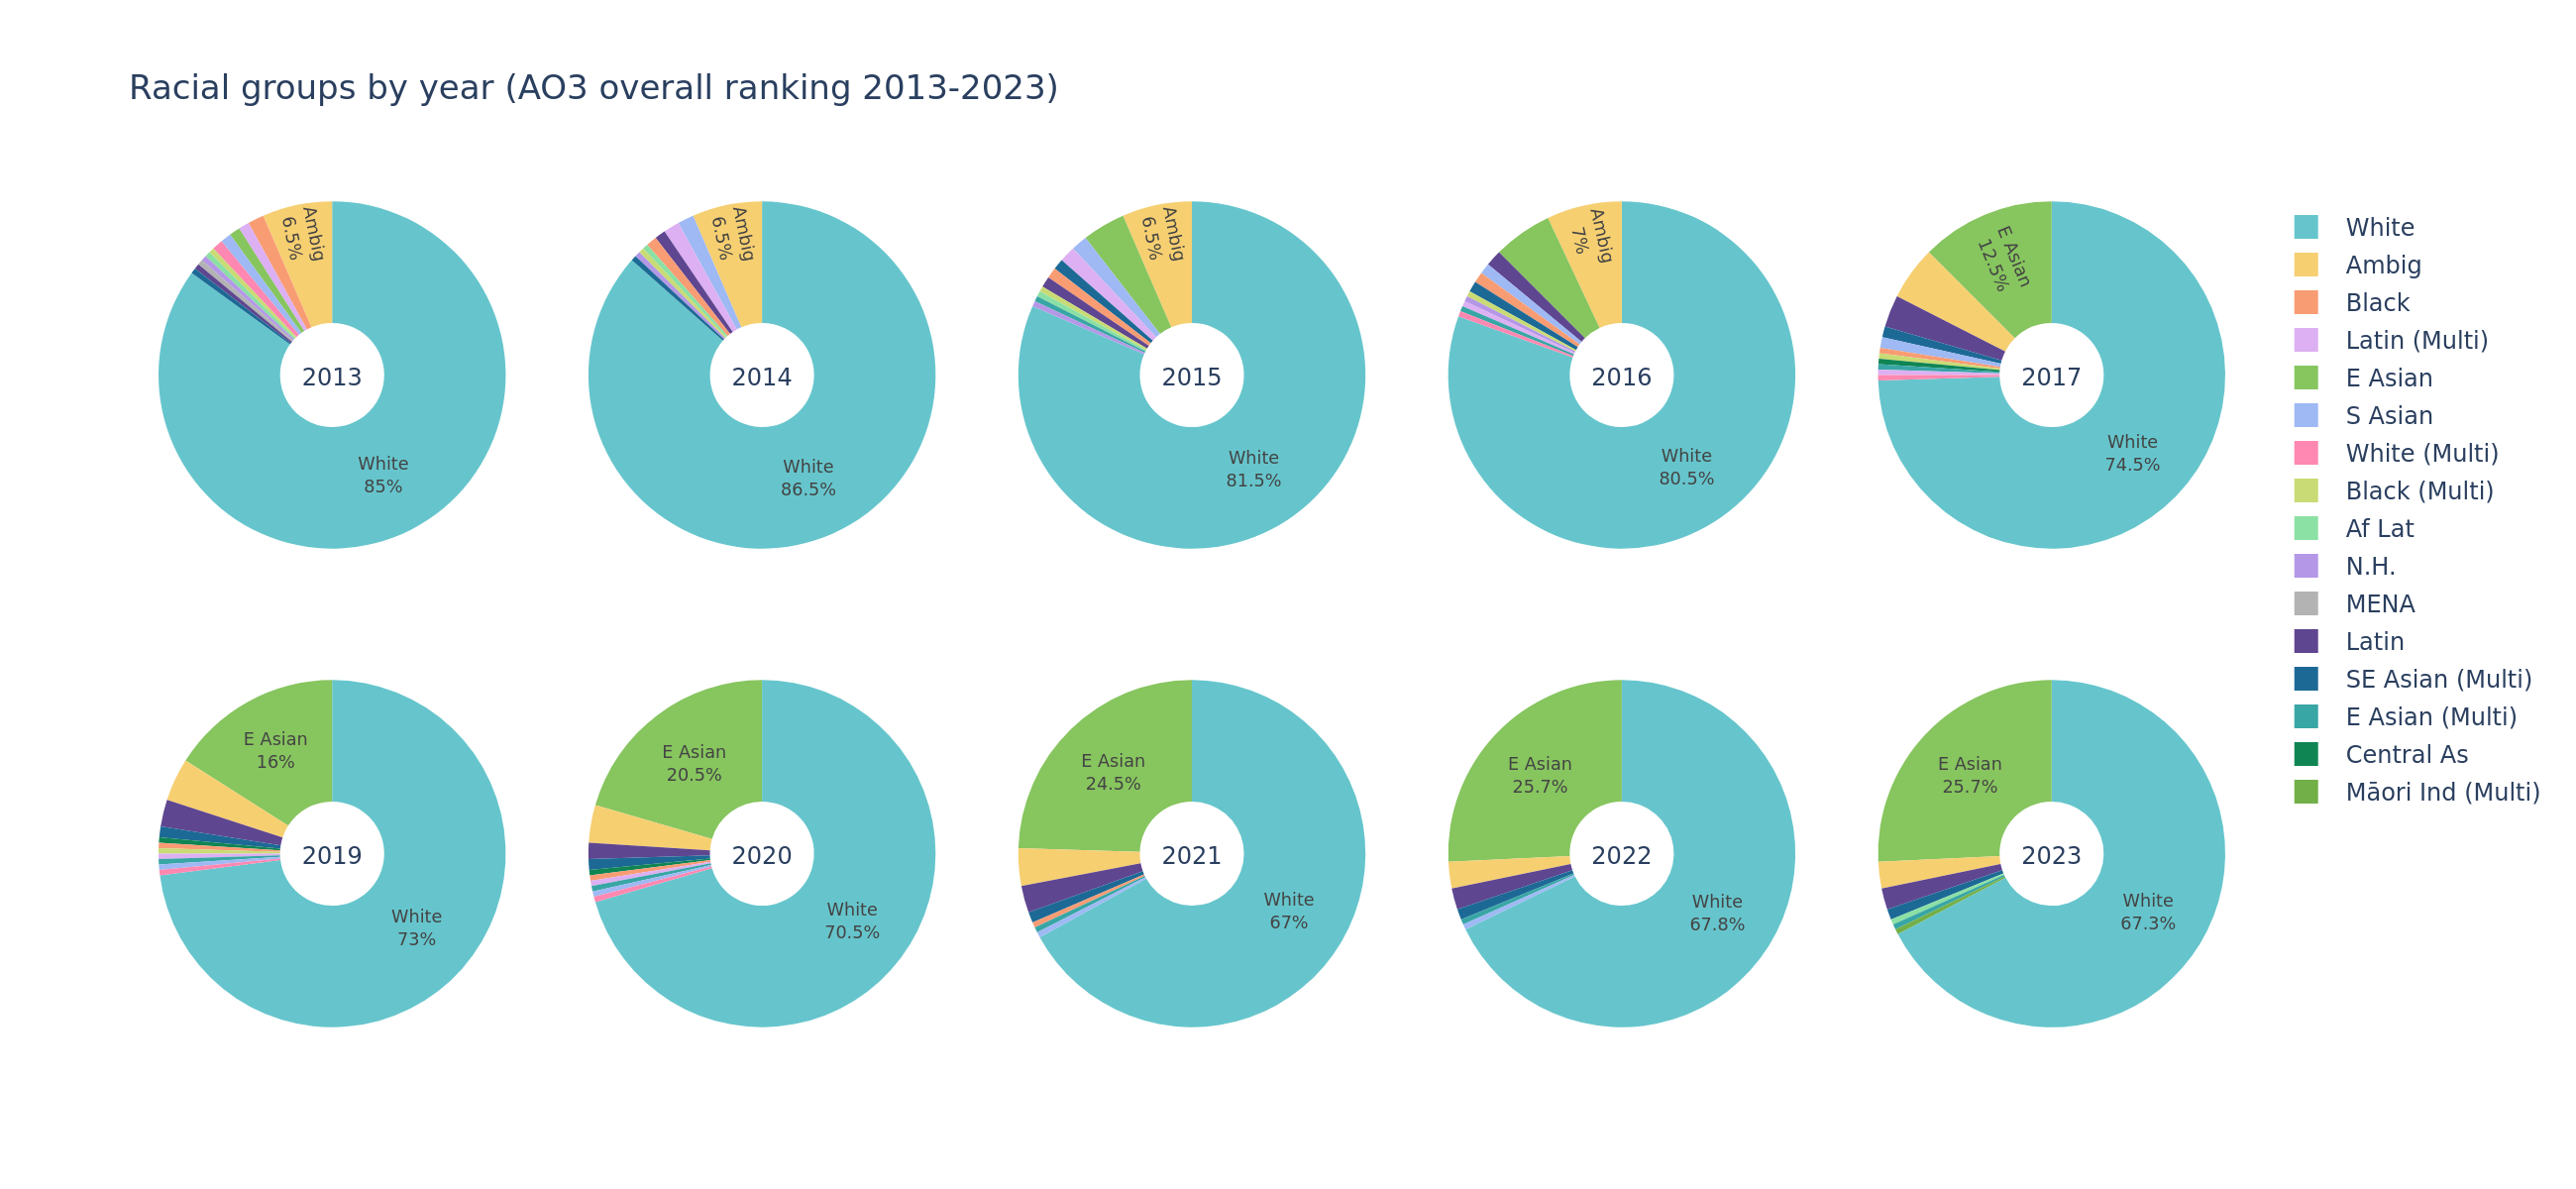 Racial groups by year (AO3 overall ranking 2013-2023)
Ambig
6.5%
2013
White
85%
Ambig
6.5%
2014
White
86.5%
Ambig
6.5%
2015
White
81.5%
Ambig
7%
2016
White
80.5%
E Asian
12.5%
2017
White
74.5%
E Asian
16%
2019
White
73%
E Asian
20.5%
2020
White
70.5%
E Asian
24.5%
2021
White
67%
E Asian
25.7%
2022
White
67.8%
E Asian
25.7%
2023
White
67.3%
White
Ambig
Black
Latin (Multi)
E Asian
S Asian
White (Multi)
Black (Multi)
Af Lat
N.H.
MENA
Latin
SE Asian (Multi)
E Asian (Multi)
Central As
Māori Ind (Multi)